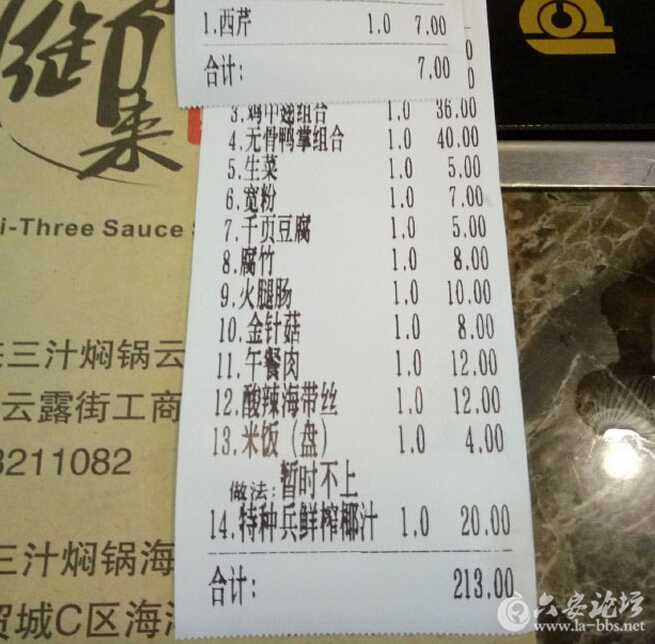 1.西芹 1.0 7.00
合计: 7.00
3.鸡中翅组合 1.0 36.00
4.无骨鸭掌组合 1.0 40.00
5.生菜 1.0 5.00
6.宽粉 1.0 7.00
7.千页豆腐 1.0 5.00
8.腐竹 1.0 8.00
9.火腿肠 1.0 10.00
10.金针菇 1.0 8.00
11.午餐肉 1.0 12.00
12.酸辣海带丝 1.0 12.00
13.米饭(盘) 1.0 4.00
做法:暂时不上
14.特种兵鲜榨椰汁 1.0 20.00
合计: 213.00
御
来
i-Three Sauce
三汁焖锅云
云露街工商
3211082
三汁焖锅海
贸城C区海
六安论坛
www.la-bbs.net